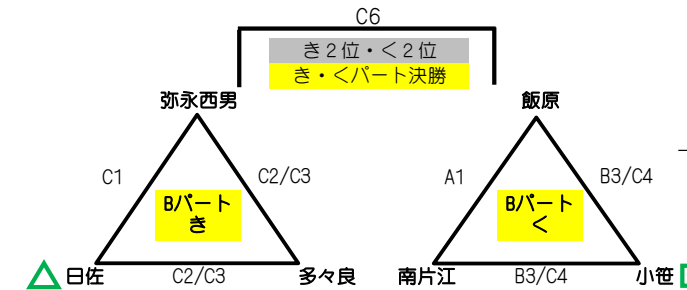 C6
き2位・く2位
き・くパート決勝
弥永西男
飯原
C1
C2/C3
A1
B3/C4
Bパート
き
Bパート
く
日佐
C2/C3
多々良
南片江
B3/C4
小笹